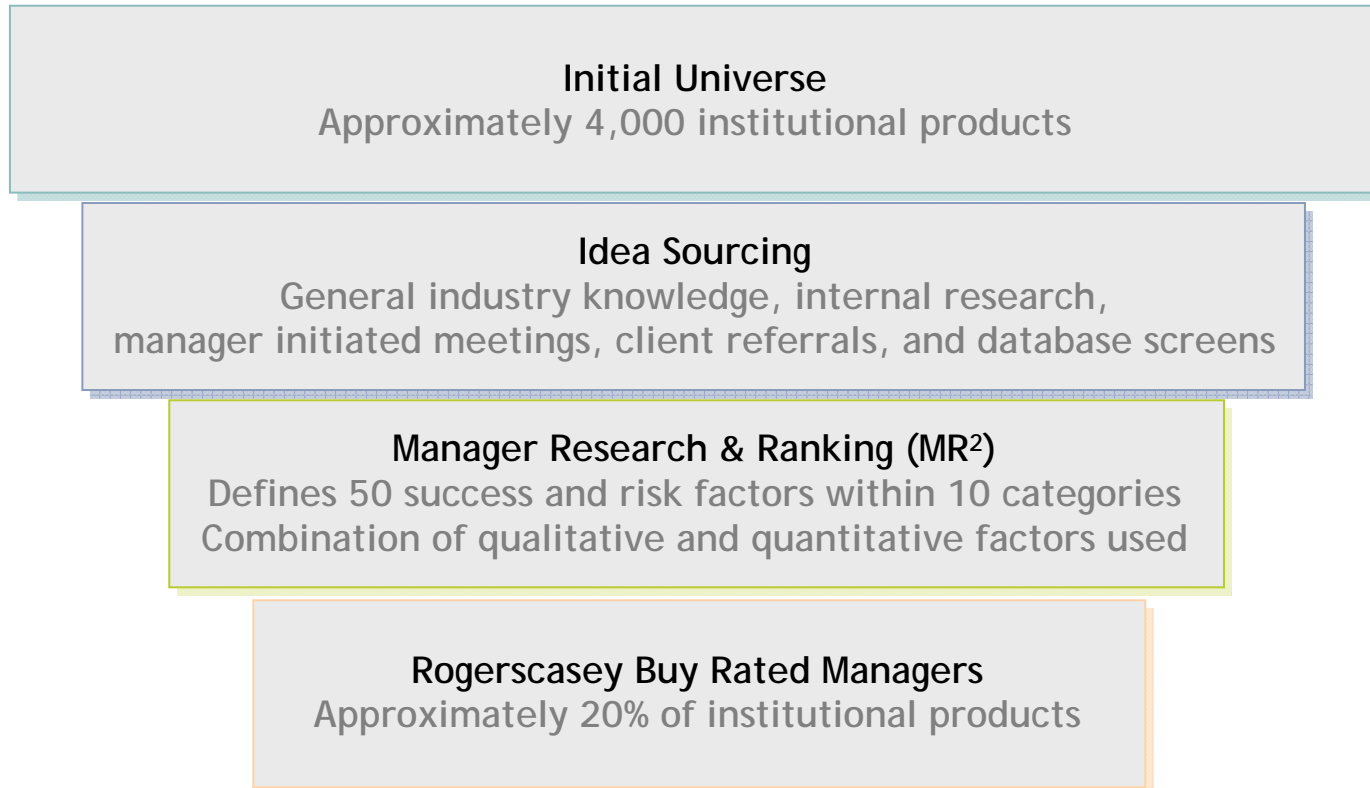 Initial Universe
Approximately 4,000 institutional products
Idea Sourcing
General industry knowledge, internal research,
manager initiated meetings, client referrals, and database screens
Manager Research & Ranking (MR²)
Defines 50 success and risk factors within 10 categories
Combination of qualitative and quantitative factors used
Rogerscasey Buy Rated Managers
Approximately 20% of institutional products